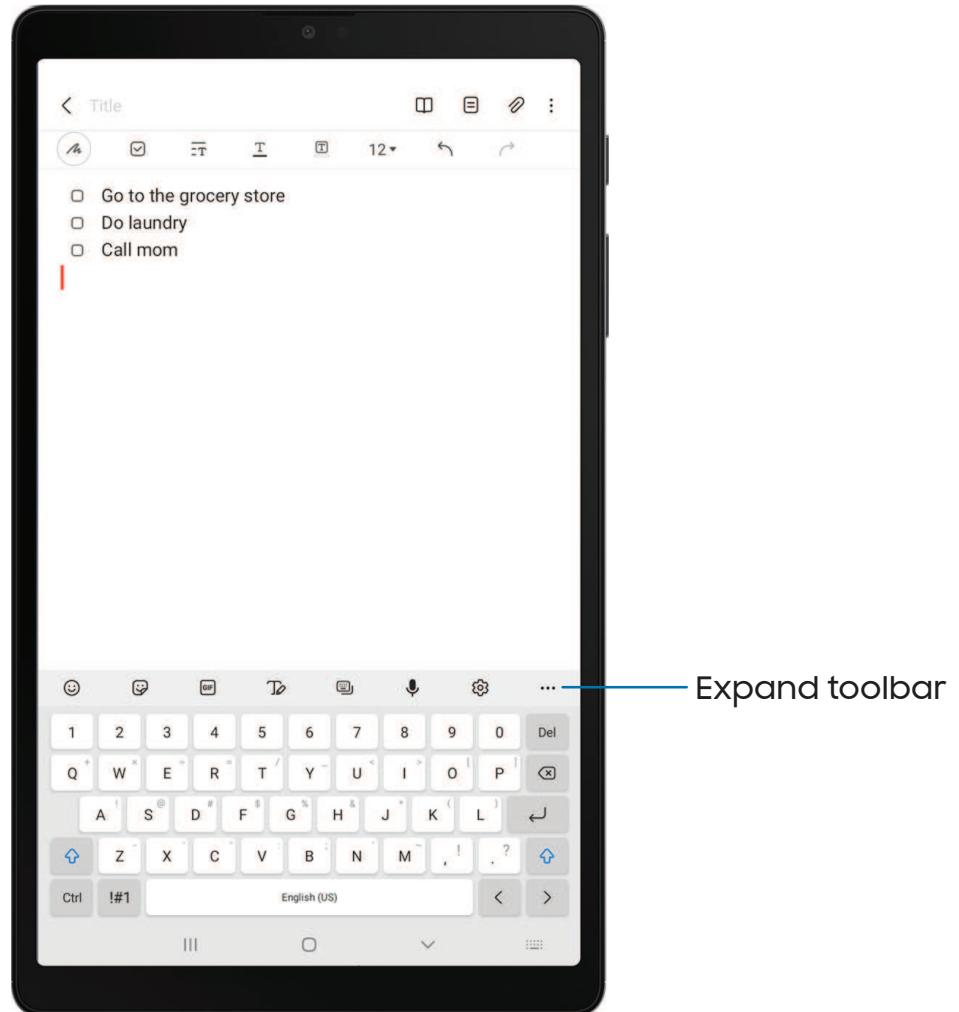 Title
12
Go to the grocery store
Do laundry
Call mom
GIF
Expand toolbar
1 2 3 4 5 6 7 8 9 0 Del
Q W E R T Y U I O P
A S D F G H J K L
Z X C V B N M , ! . ?
Ctrl !#1 English (US) < >